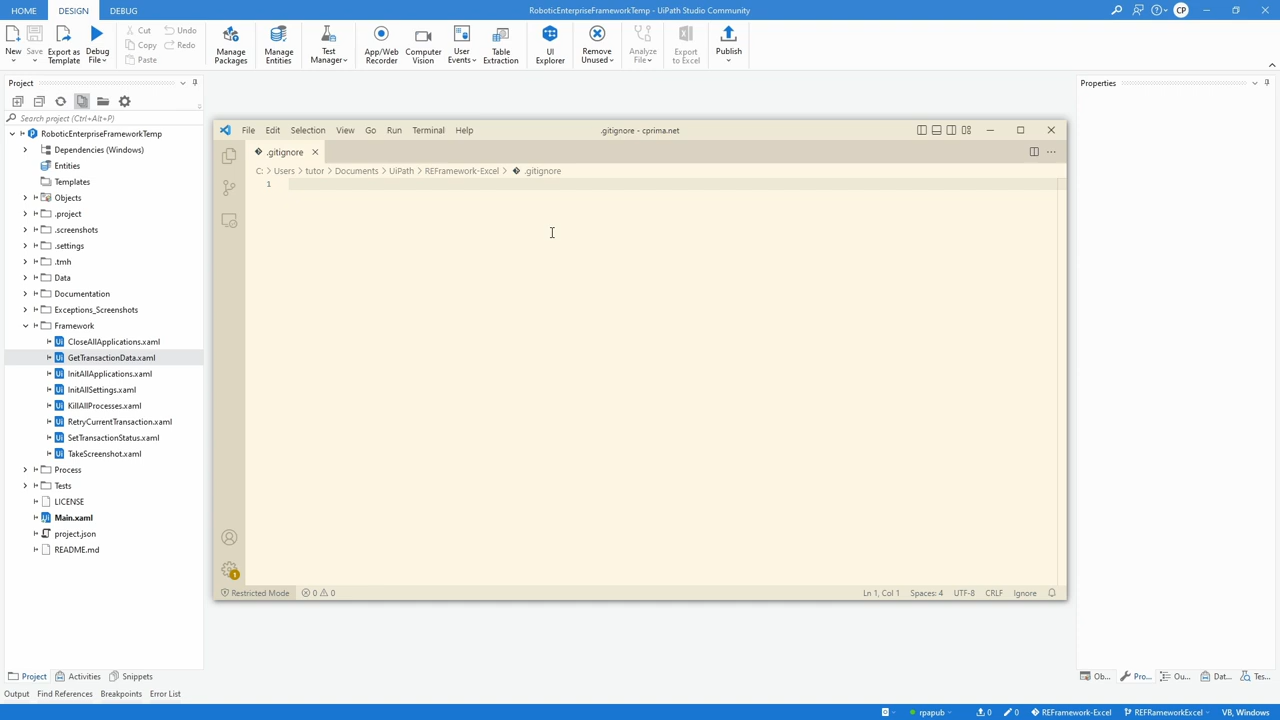 HOME DESIGN DEBUG RoboticEnterpriseFrameworkTemp - UiPath Studio Community CP
New Save Export as Template Debug File Cut Copy Paste Undo Redo Manage Packages Manage Entities Test Manager App/Web Recorder Computer Vision User Events Table Extraction UI Explorer Remove Unused Analyze File Export to Excel Publish
Project
Properties
Search project (Ctrl+Alt+P)
RoboticEnterpriseFrameworkTemp
Dependencies (Windows)
Entities
Templates
Objects
.project
.screenshots
.settings
.tmh
Data
Documentation
Exceptions_Screenshots
Framework
CloseAllApplications.xaml
GetTransactionData.xaml
InitAllApplications.xaml
InitAllSettings.xaml
KillAllProcesses.xaml
RetryCurrentTransaction.xaml
SetTransactionStatus.xaml
TakeScreenshot.xaml
Process
Tests
LICENSE
Main.xaml
project.json
README.md
File Edit Selection View Go Run Terminal Help .gitignore - cprima.net
.gitignore
C: > Users > tutor > Documents > UiPath > REFramework-Excel > .gitignore
1
1
Restricted Mode 0 0 Ln 1, Col 1 Spaces: 4 UTF-8 CRLF Ignore
Project Activities Snippets
Ob... Pro... Ou... Dat... Tes...
Output Find References Breakpoints Error List
rpapub 0 0 REFramework-Excel REFrameworkExcel VB, Windows